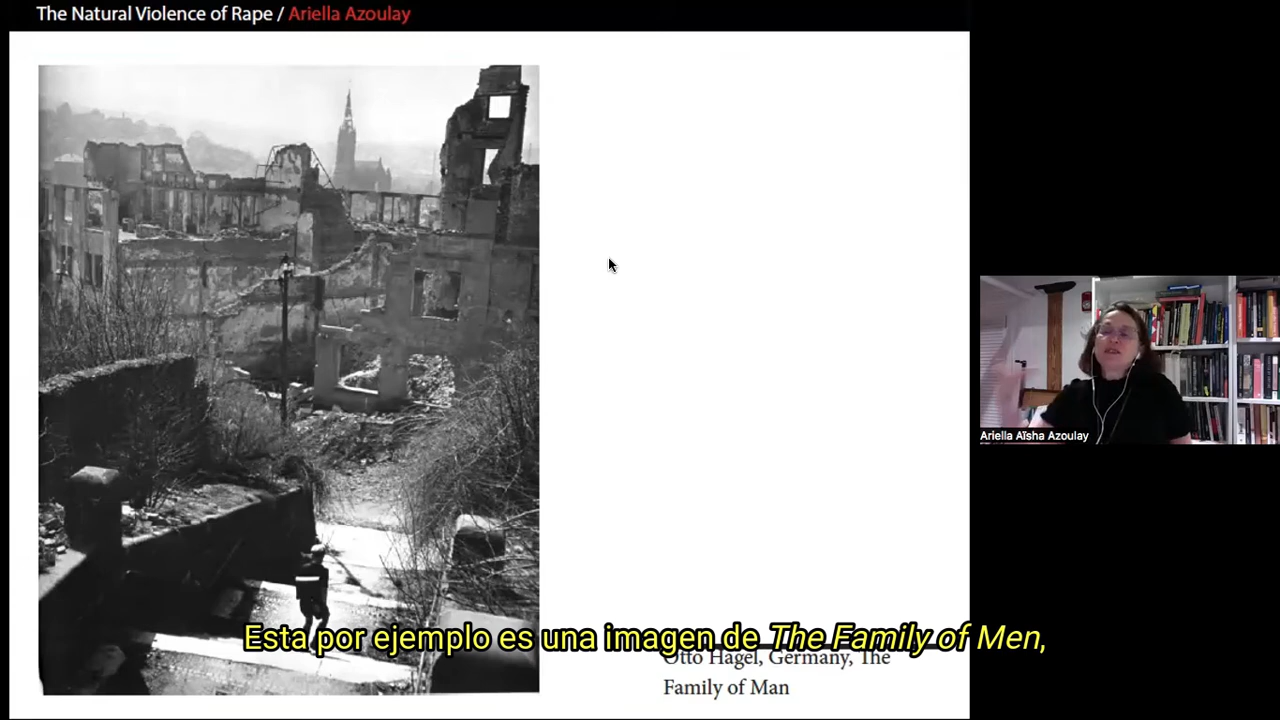 The Natural Violence of Rape / Ariella Azoulay
Ariella Aïsha Azoulay
Esta por ejemplo es una imagen de The Family of Men,
Otto Hagel, Germany, The
Family of Man